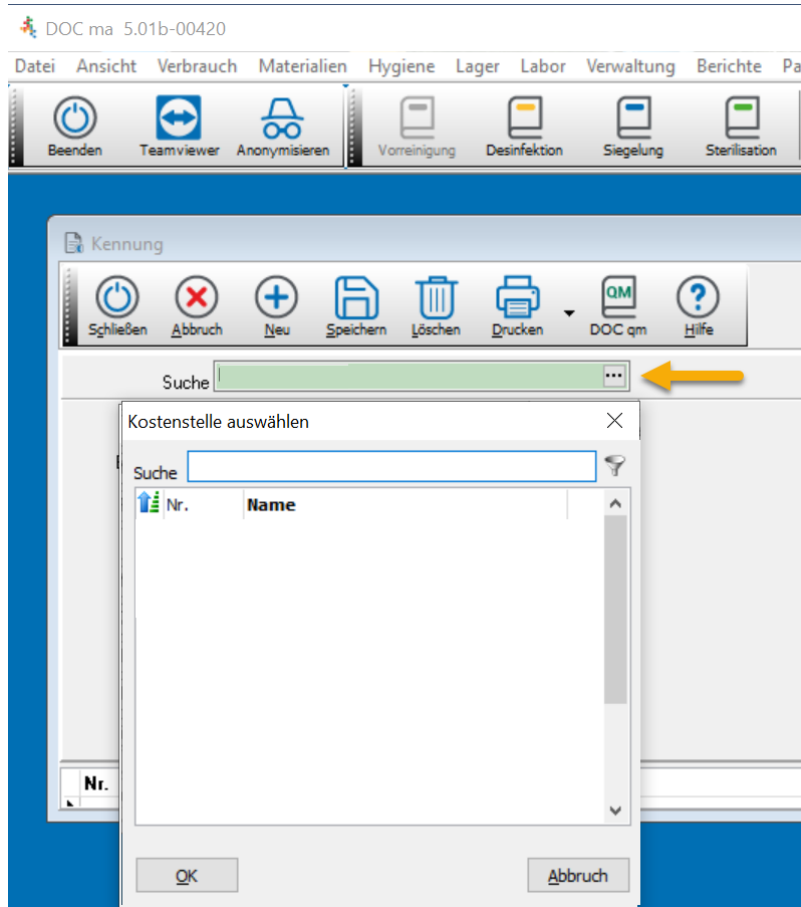 DOC ma 5.01b-00420
Datei Ansicht Verbrauch Materialien Hygiene Lager Labor Verwaltung Berichte Pa
Beenden Teamviewer Anonymisieren Vorreinigung Desinfektion Siegelung Sterilisation
Kennung
QM
Schließen Abbruch Neu Speichern Löschen Drucken DOC qm Hilfe
Suche
Kostenstelle auswählen
Suche
Nr. Name
Nr.
OK Abbruch